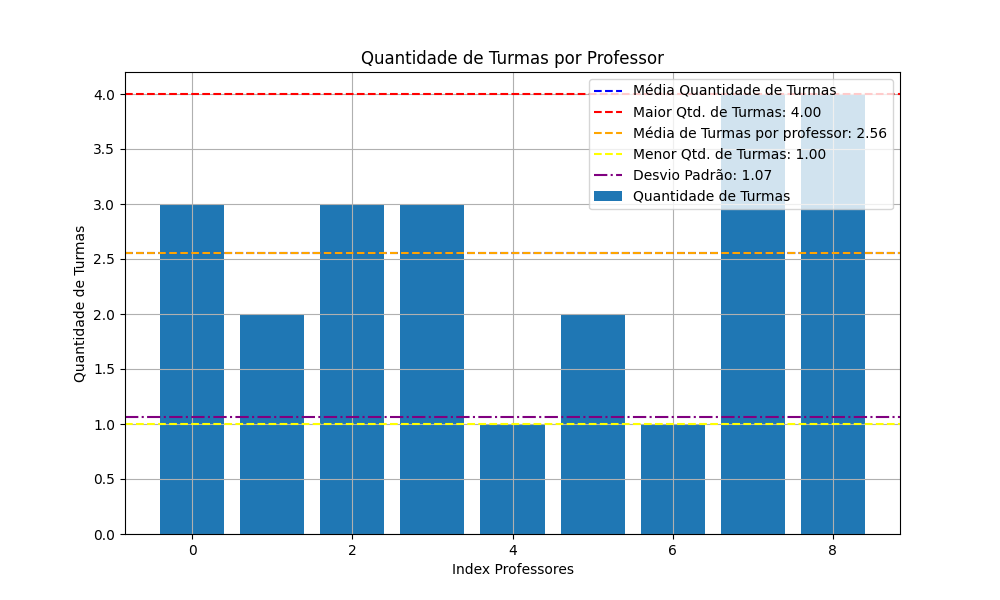 Quantidade de Turmas por Professor
Média Quantidade de Turmas
Maior Qtd. de Turmas: 4.00
Média de Turmas por professor: 2.56
Menor Qtd. de Turmas: 1.00
Desvio Padrão: 1.07
Quantidade de Turmas
Quantidade de Turmas
4.0
3.5
3.0
2.5
2.0
1.5
1.0
0.5
0.0
0 2 4 6 8
Index Professores